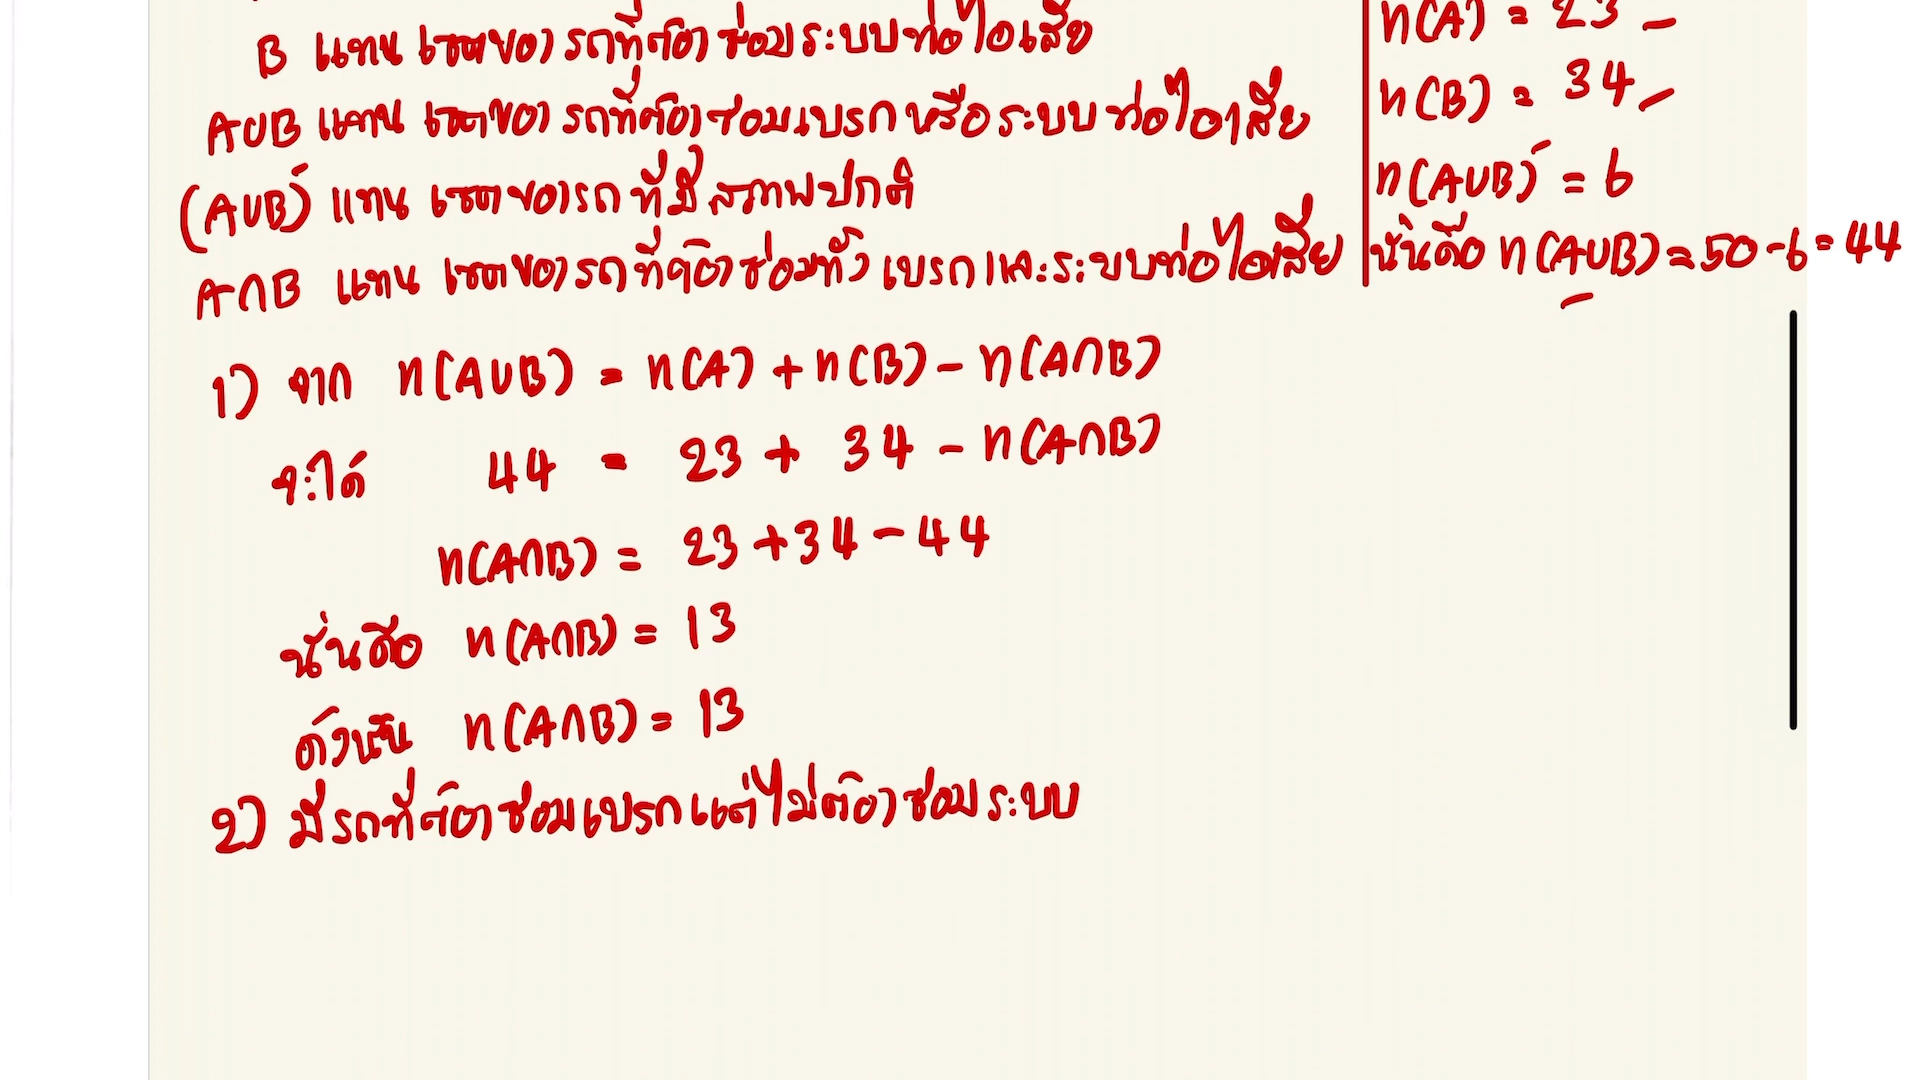 B แทน เซตของรถที่ต้องซ่อมระบบท่อไอเสีย
A∪B แทน เซตของรถที่ต้องซ่อมเบรกหรือระบบท่อไอเสีย
(A∪B)′ แทน เซตของรถที่มีสภาพปกติ
A∩B แทน เซตของรถที่ต้องซ่อมทั้งเบรกและระบบท่อไอเสีย
n(A) = 23
n(B) = 34
n(A∪B)′ = 6
นั่นคือ n(A∪B) = 50-6 = 44
1) จาก n(A∪B) = n(A) + n(B) - n(A∩B)
จะได้ 44 = 23 + 34 - n(A∩B)
n(A∩B) = 23+34-44
นั่นคือ n(A∩B) = 13
ดังนั้น n(A∩B) = 13
2) มีรถที่ต้องซ่อมเบรกแต่ไม่ต้องซ่อมระบบ